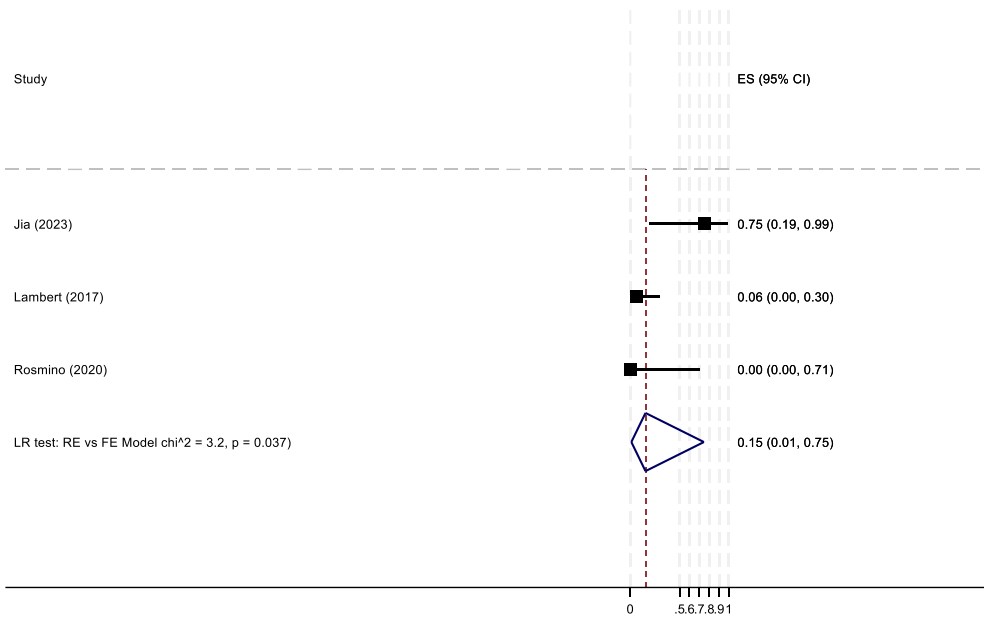 Study ES (95% CI)
Jia (2023) 0.75 (0.19, 0.99)
Lambert (2017) 0.06 (0.00, 0.30)
Rosmino (2020) 0.00 (0.00, 0.71)
LR test: RE vs FE Model chi^2 = 3.2, p = 0.037) 0.15 (0.01, 0.75)
0 .5 .6 .7 .8 .9 1